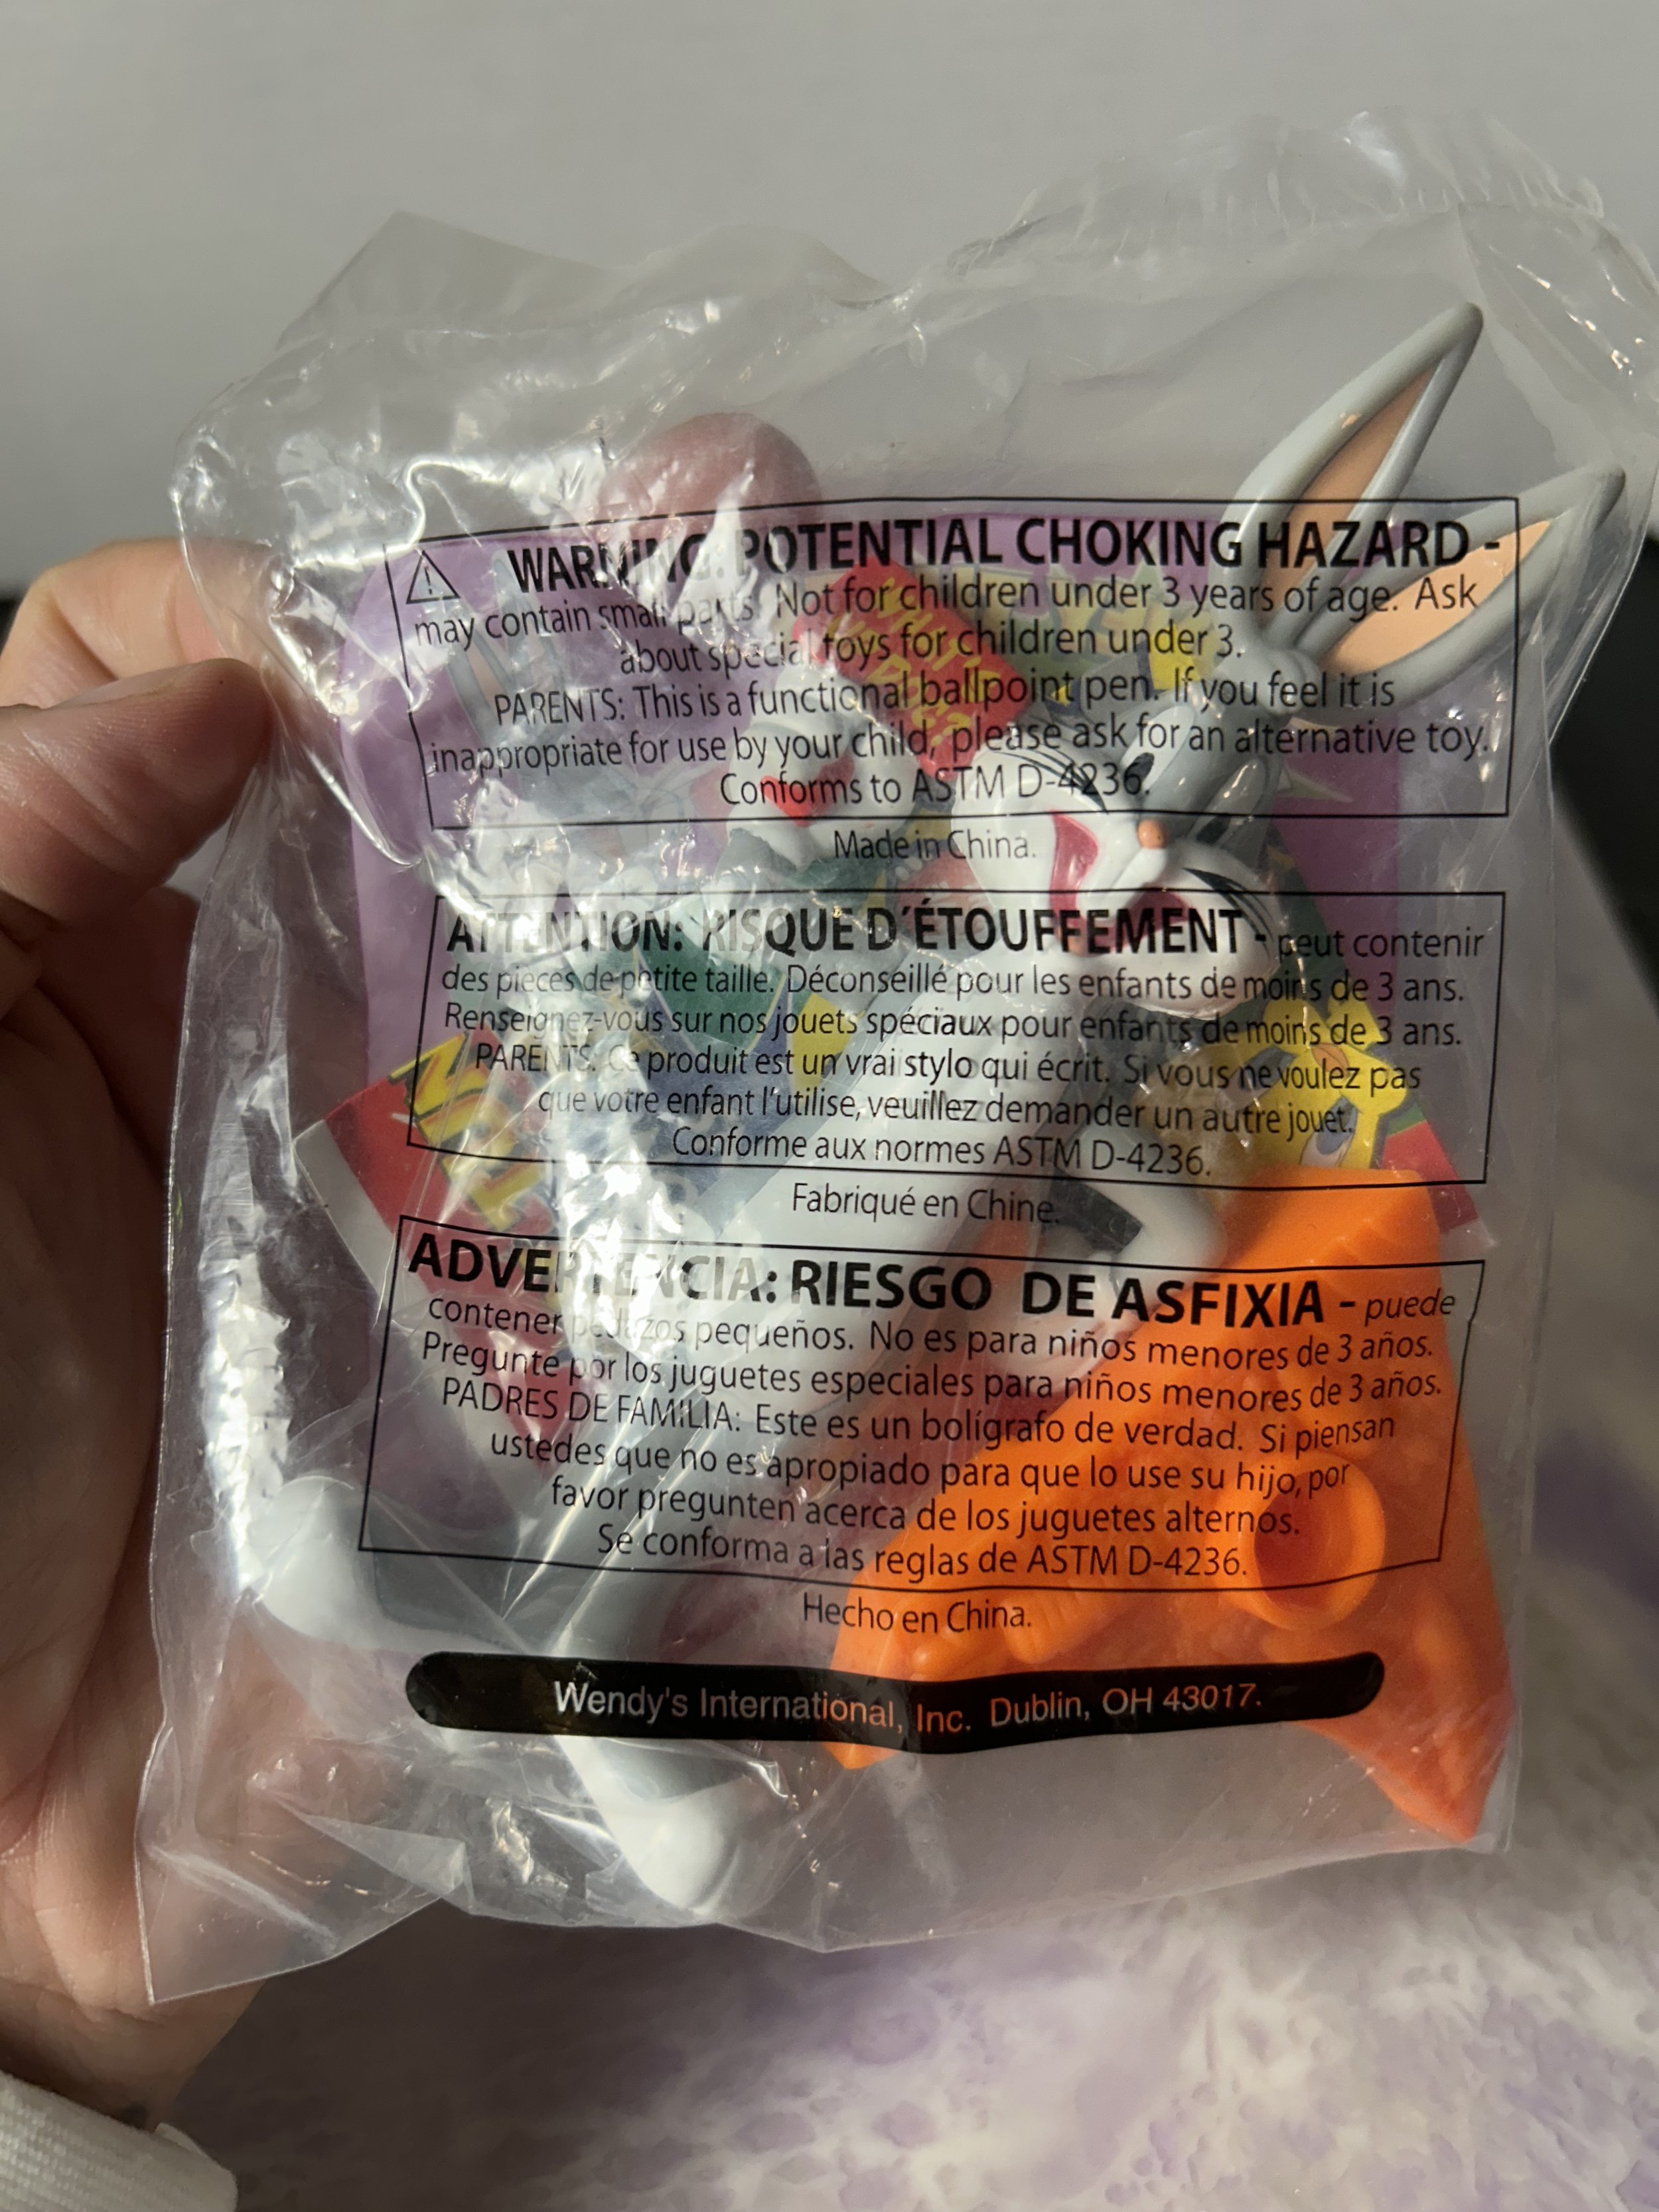 WARNING: POTENTIAL CHOKING HAZARD -
may contain small parts. Not for children under 3 years of age. Ask
about special toys for children under 3.
PARENTS: This is a functional ballpoint pen. If you feel it is
inappropriate for use by your child, please ask for an alternative toy.
Conforms to ASTM D-4236.
Made in China.
ATTENTION: RISQUE D'ÉTOUFFEMENT - peut contenir
des pièces de petite taille. Déconseillé pour les enfants de moins de 3 ans.
Renseignez-vous sur nos jouets spéciaux pour enfants de moins de 3 ans.
PARENTS: Ce produit est un vrai stylo qui écrit. Si vous ne voulez pas
que votre enfant l'utilise, veuillez demander un autre jouet.
Conforme aux normes ASTM D-4236.
Fabriqué en Chine.
ADVERTENCIA: RIESGO DE ASFIXIA - puede
contener pedazos pequeños. No es para niños menores de 3 años.
Pregunte por los juguetes especiales para niños menores de 3 años.
PADRES DE FAMILIA: Este es un bolígrafo de verdad. Si piensan
ustedes que no es apropiado para que lo use su hijo, por
favor pregunten acerca de los juguetes alternos.
Se conforma a las reglas de ASTM D-4236.
Hecho en China.
Wendy's International, Inc. Dublin, OH 43017.